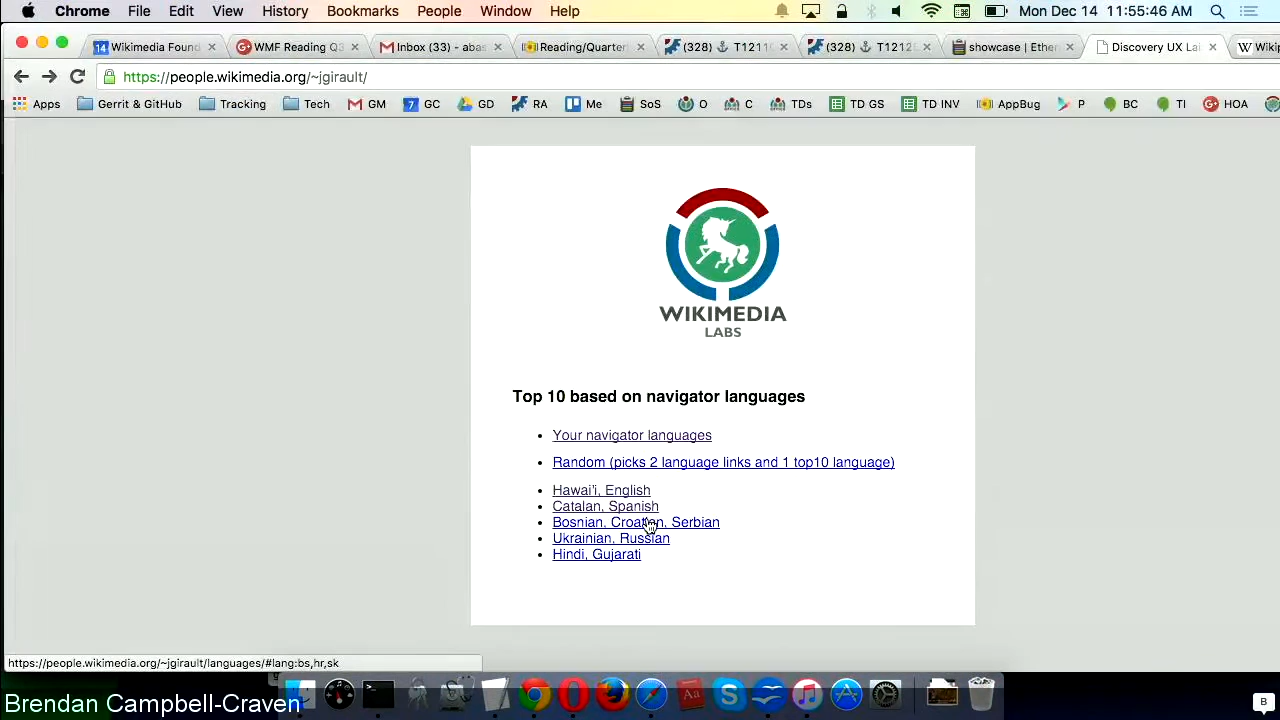 Chrome File Edit View History Bookmarks People Window Help Mon Dec 14 11:55:46 AM
14 Wikimedia Found WMF Reading Q3 Inbox (33) - abas Reading/Quarter (328) T1211 (328) T1212 showcase | Ether Discovery UX La W Wikip
https://people.wikimedia.org/~jgirault/
Apps Gerrit & GitHub Tracking Tech GM 7 GC GD RA Me SoS O C TDs TD GS TD INV AppBug P BC TI HOA
WIKIMEDIA
LABS
Top 10 based on navigator languages
• Your navigator languages
• Random (picks 2 language links and 1 top10 language)
• Hawai'i, English
• Catalan, Spanish
• Bosnian, Croatian, Serbian
• Ukrainian, Russian
• Hindi, Gujarati
https://people.wikimedia.org/~jgirault/languages/#lang:bs,hr,sk
Brendan Campbell-Craven
Aa
B